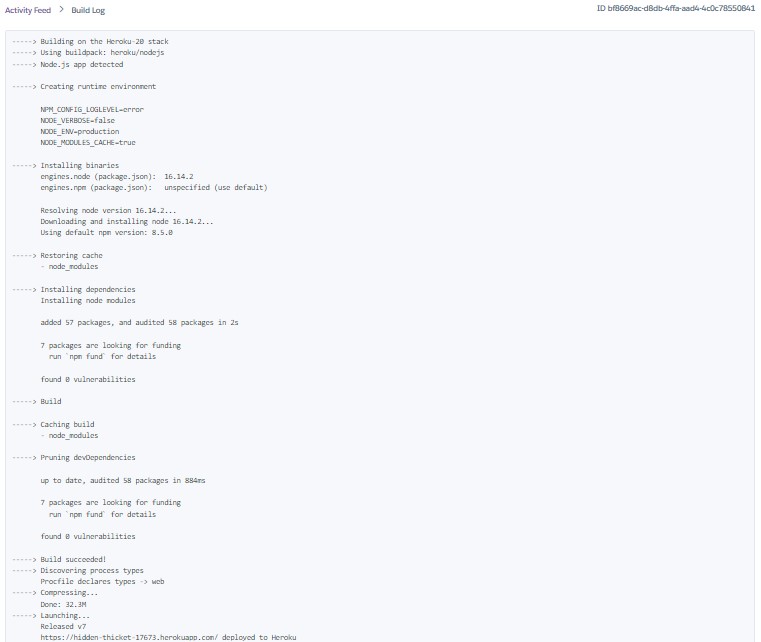 Activity Feed > Build Log
ID bf8669ac-d8db-4ffa-aad4-4c0c78550841
-----> Building on the Heroku-20 stack
-----> Using buildpack: heroku/nodejs
-----> Node.js app detected
-----> Creating runtime environment
NPM_CONFIG_LOGLEVEL=error
NODE_VERBOSE=false
NODE_ENV=production
NODE_MODULES_CACHE=true
-----> Installing binaries
engines.node (package.json):  16.14.2
engines.npm (package.json):   unspecified (use default)
Resolving node version 16.14.2...
Downloading and installing node 16.14.2...
Using default npm version: 8.5.0
-----> Restoring cache
- node_modules
-----> Installing dependencies
Installing node modules
added 57 packages, and audited 58 packages in 2s
7 packages are looking for funding
run `npm fund` for details
found 0 vulnerabilities
-----> Build
-----> Caching build
- node_modules
-----> Pruning devDependencies
up to date, audited 58 packages in 884ms
7 packages are looking for funding
run `npm fund` for details
found 0 vulnerabilities
-----> Build succeeded!
-----> Discovering process types
Procfile declares types -> web
-----> Compressing...
Done: 32.3M
-----> Launching...
Released v7
https://hidden-thicket-17673.herokuapp.com/ deployed to Heroku